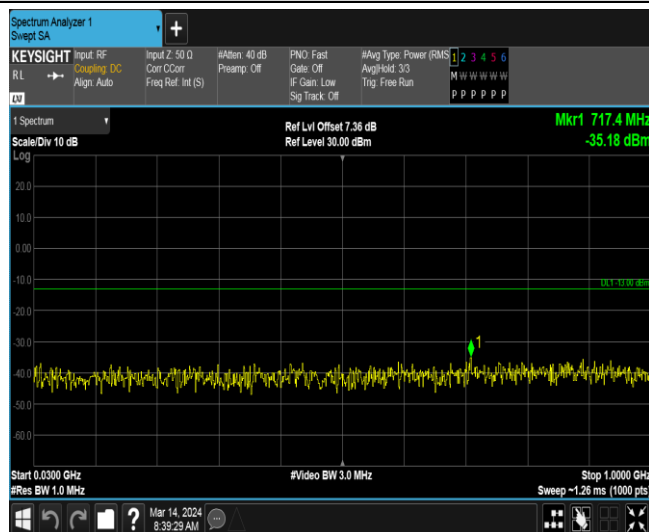 Spectrum Analyzer 1
Swept SA
+
KEYSIGHT
RL
LXI
Input: RF
Coupling: DC
Align: Auto
Input Z: 50 Ω
Corr CCorr
Freq Ref: Int (S)
#Atten: 40 dB
Preamp: Off
PNO: Fast
Gate: Off
IF Gain: Low
Sig Track: Off
#Avg Type: Power (RMS
Avg|Hold: 3/3
Trig: Free Run
1 2 3 4 5 6
M W W W W W
P P P P P P
1 Spectrum
Scale/Div 10 dB
Log
Ref Lvl Offset 7.36 dB
Ref Level 30.00 dBm
Mkr1 717.4 MHz
-35.18 dBm
20.0
10.0
0.00
-10.0
DL1 -13.00 dBm
-20.0
-30.0
1
-40.0
-50.0
-60.0
Start 0.0300 GHz
#Res BW 1.0 MHz
#Video BW 3.0 MHz
Stop 1.0000 GHz
Sweep ~1.26 ms (1000 pts)
?
Mar 14, 2024
8:39:29 AM